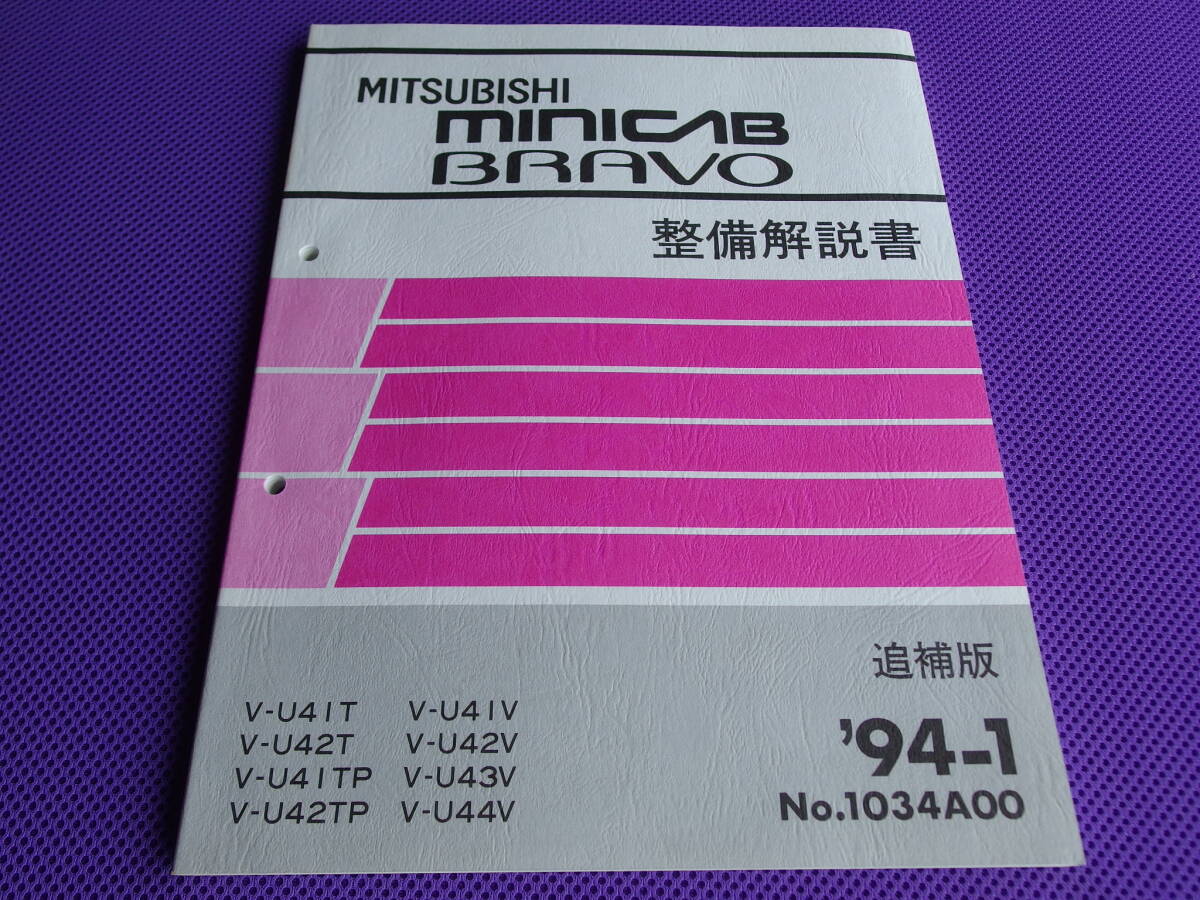 MITSUBISHI
MINICAB
BRAVO
整備解説書
追補版
V-U41T V-U41V
V-U42T V-U42V
V-U41TP V-U43V
V-U42TP V-U44V
'94-1
No.1034A00